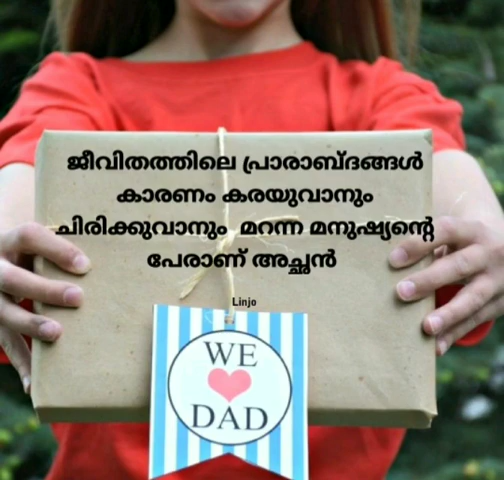 ജീവിതത്തിലെ പ്രാരാബ്ദങ്ങൾ
കാരണം കരയുവാനും
ചിരിക്കുവാനും മറന്ന മനുഷ്യന്റെ
പേരാണ് അച്ഛൻ
Linjo
WE
DAD